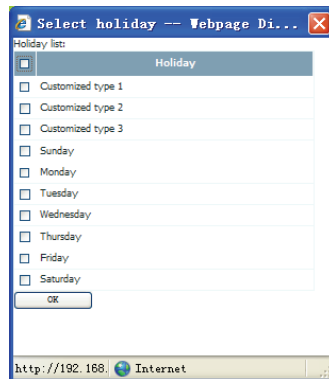 Select holiday -- Webpage Di...
Holiday list:
Holiday
Customized type 1
Customized type 2
Customized type 3
Sunday
Monday
Tuesday
Wednesday
Thursday
Friday
Saturday
OK
http://192.168. Internet